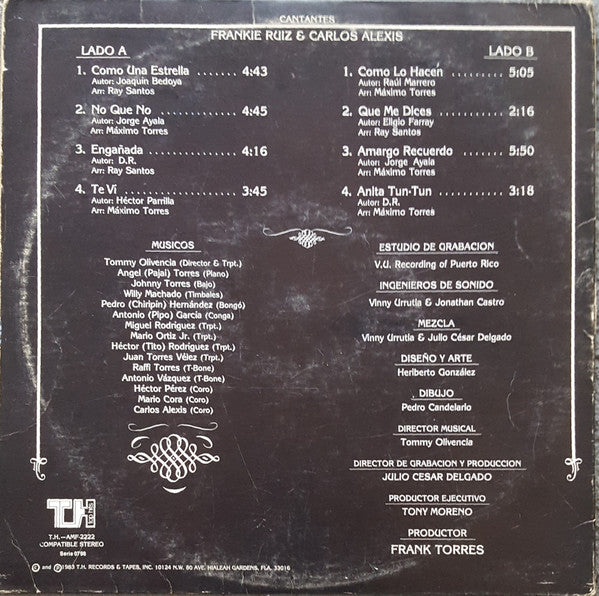 CANTANTES
FRANKIE RUIZ & CARLOS ALEXIS
LADO A
1. Como Una Estrella ....... 4:43
Autor: Joaquin Bedoya
Arr: Ray Santos
2. No Que No ............ 4:45
Autor: Jorge Ayala
Arr: Máximo Torres
3. Engañada ............. 4:16
Autor: D.R.
Arr: Ray Santos
4. Te Ví ................ 3:45
Autor: Héctor Parrilla
Arr: Máximo Torres
LADO B
1. Como Lo Hacen ......... 5:05
Autor: Raúl Marrero
Arr: Máximo Torres
2. Que Me Dices .......... 2:16
Autor: Eligio Farray
Arr: Ray Santos
3. Amargo Recuerdo ....... 5:50
Autor: Jorge Ayala
Arr: Máximo Torres
4. Anita Tun-Tun .......... 3:18
Autor: D.R.
Arr: Máximo Torres
MUSICOS
Tommy Olivencia (Director & Trpt.)
Angel (Pajai) Torres (Piano)
Johnny Torres (Bajo)
Willy Machado (Timbales)
Pedro (Chiripin) Hernández (Bongó)
Antonio (Pipo) García (Conga)
Miguel Rodríguez (Trpt.)
Mario Ortiz Jr. (Trpt.)
Héctor (Tito) Rodríguez (Trpt.)
Juan Torres Vélez (Trpt.)
Raffi Torres (T-Bone)
Antonio Vázquez (T-Bone)
Héctor Pérez (Coro)
Mario Cora (Coro)
Carlos Alexis (Coro)
ESTUDIO DE GRABACION
V.U. Recording of Puerto Rico
INGENIEROS DE SONIDO
Vinny Urrutia & Jonathan Castro
MEZCLA
Vinny Urrutia & Julio César Delgado
DISEÑO Y ARTE
Heriberto González
DIBUJO
Pedro Candelario
DIRECTOR MUSICAL
Tommy Olivencia
DIRECTOR DE GRABACION Y PRODUCCION
JULIO CESAR DELGADO
PRODUCTOR EJECUTIVO
TONY MORENO
PRODUCTOR
FRANK TORRES
TH top hits
T.H.—AMF-2222
COMPATIBLE STEREO
Serie 0798
© and ℗ 1983 T.H. RECORDS & TAPES, INC. 10124 N.W. 80 AVE. HIALEAH GARDENS, FLA. 33016